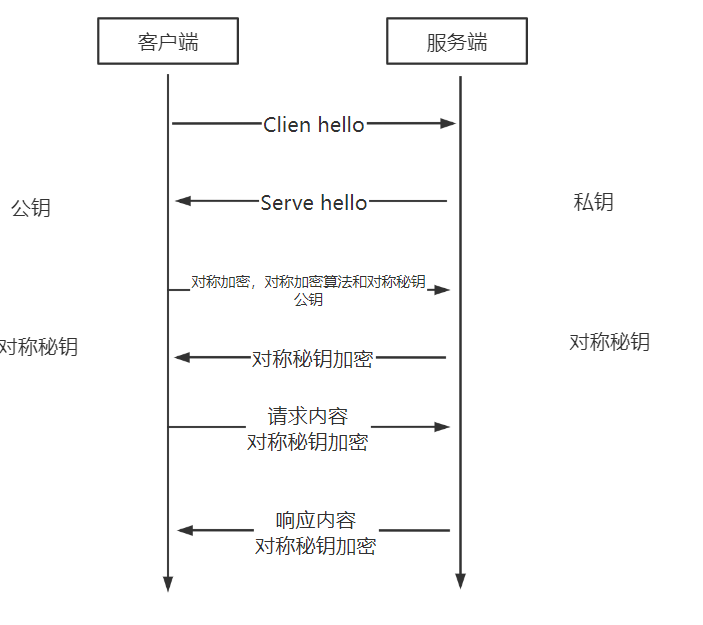 客户端
服务端
Clien hello
公钥
Serve hello
私钥
对称加密，对称加密算法和对称秘钥
公钥
对称秘钥
对称秘钥
对称秘钥加密
请求内容
对称秘钥加密
响应内容
对称秘钥加密